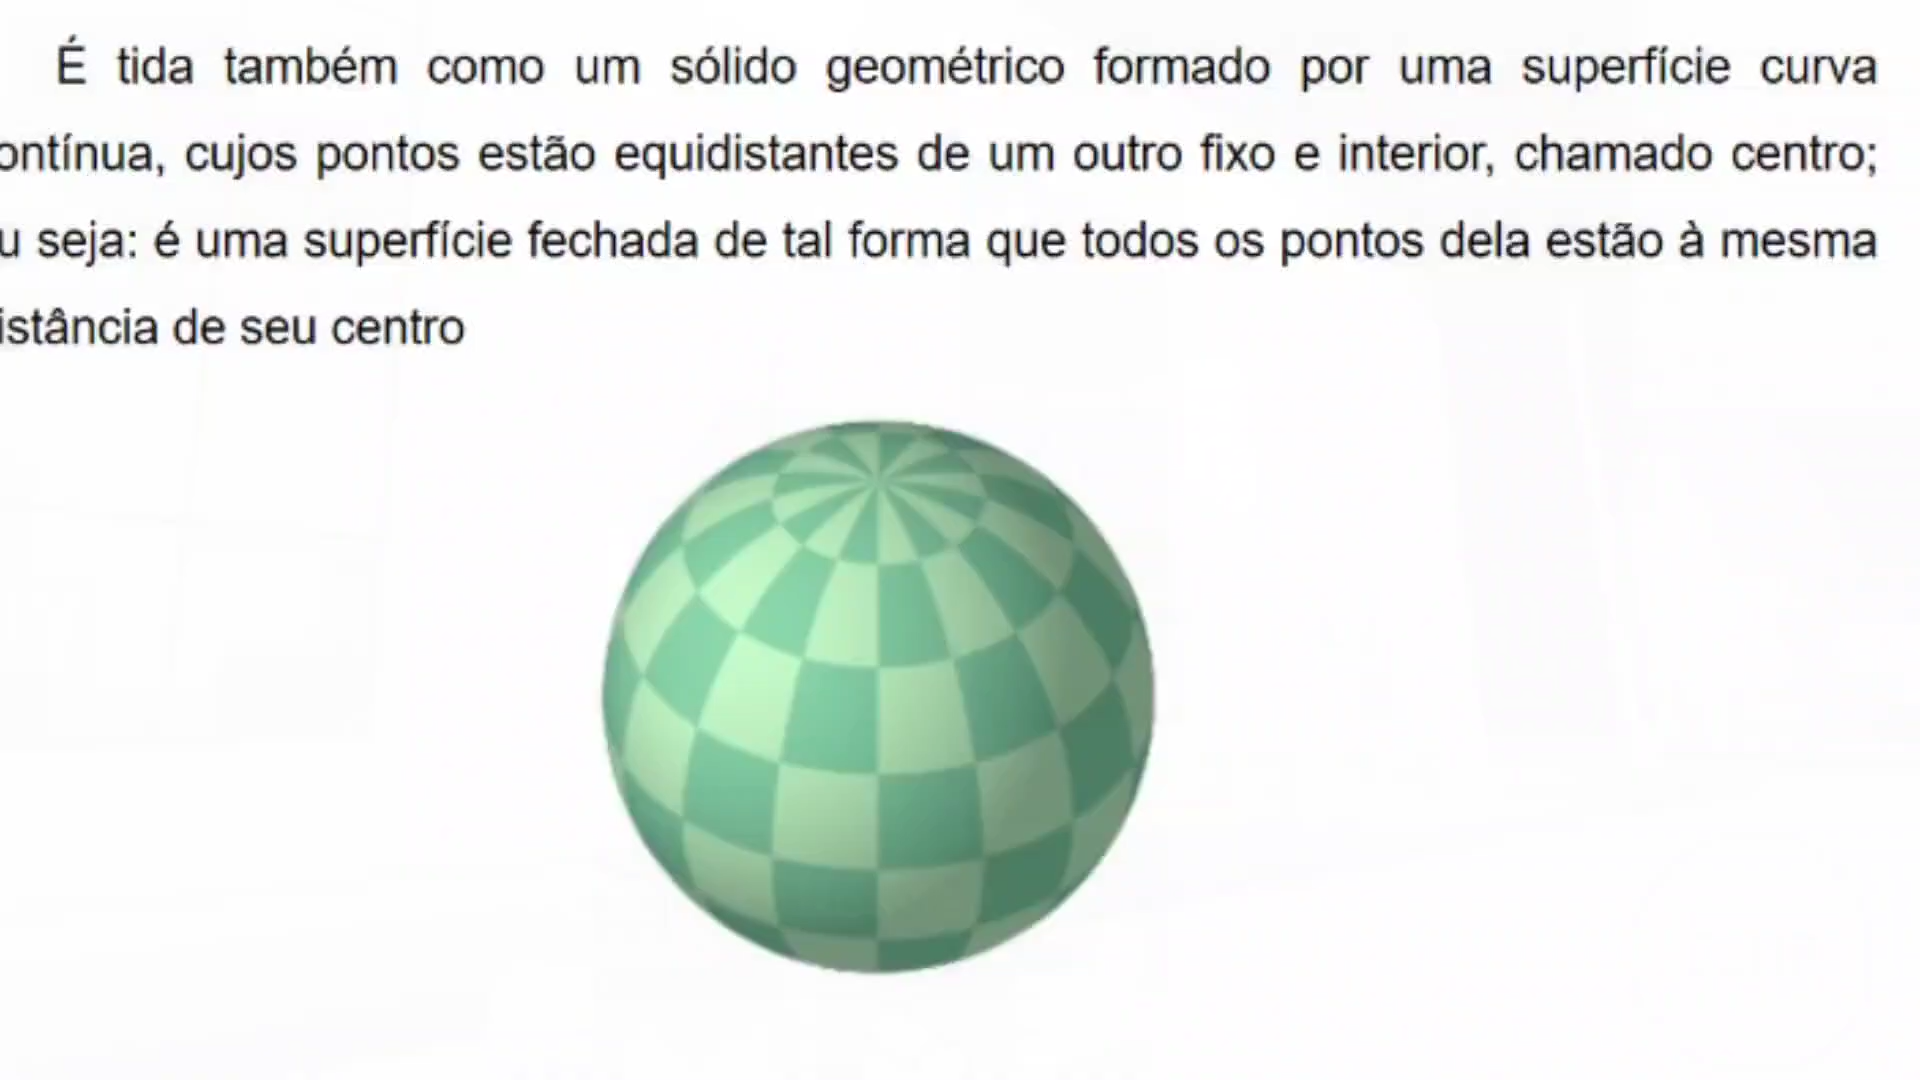 É tida também como um sólido geométrico formado por uma superfície curva
ontínua, cujos pontos estão equidistantes de um outro fixo e interior, chamado centro;
u seja: é uma superfície fechada de tal forma que todos os pontos dela estão à mesma
istância de seu centro